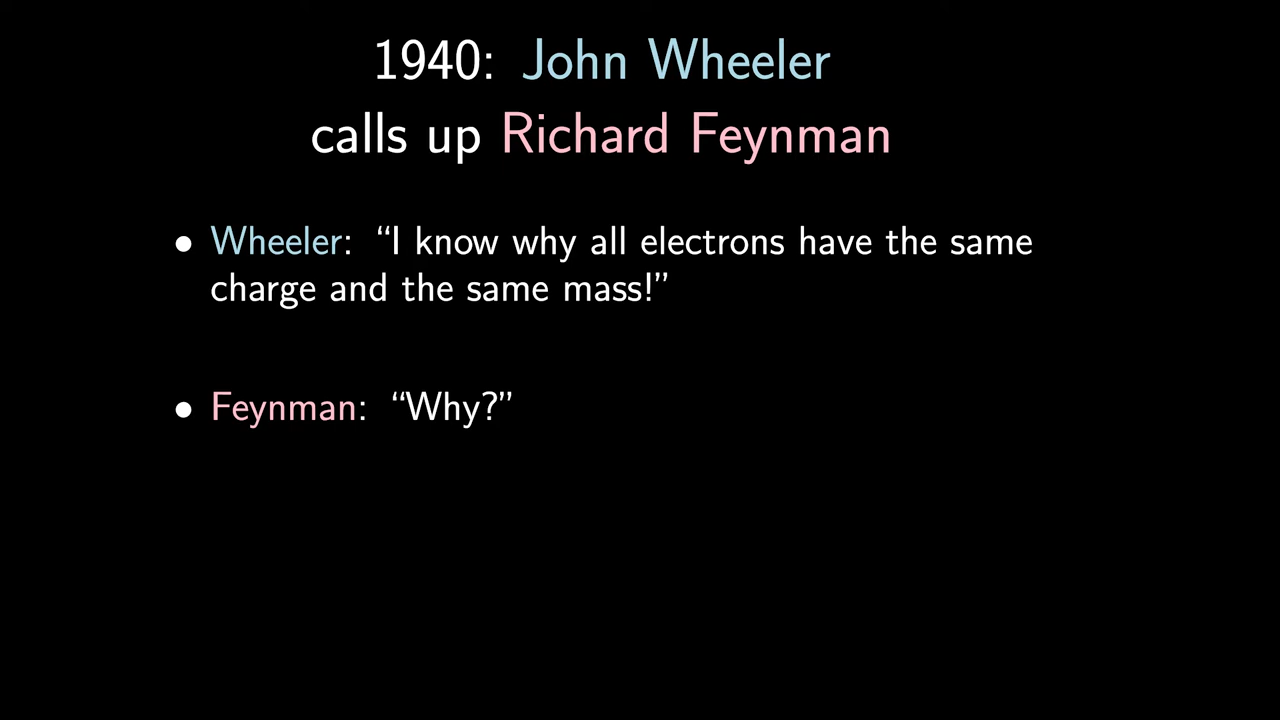 1940: John Wheeler
calls up Richard Feynman
• Wheeler: “I know why all electrons have the same
charge and the same mass!”
• Feynman: “Why?”